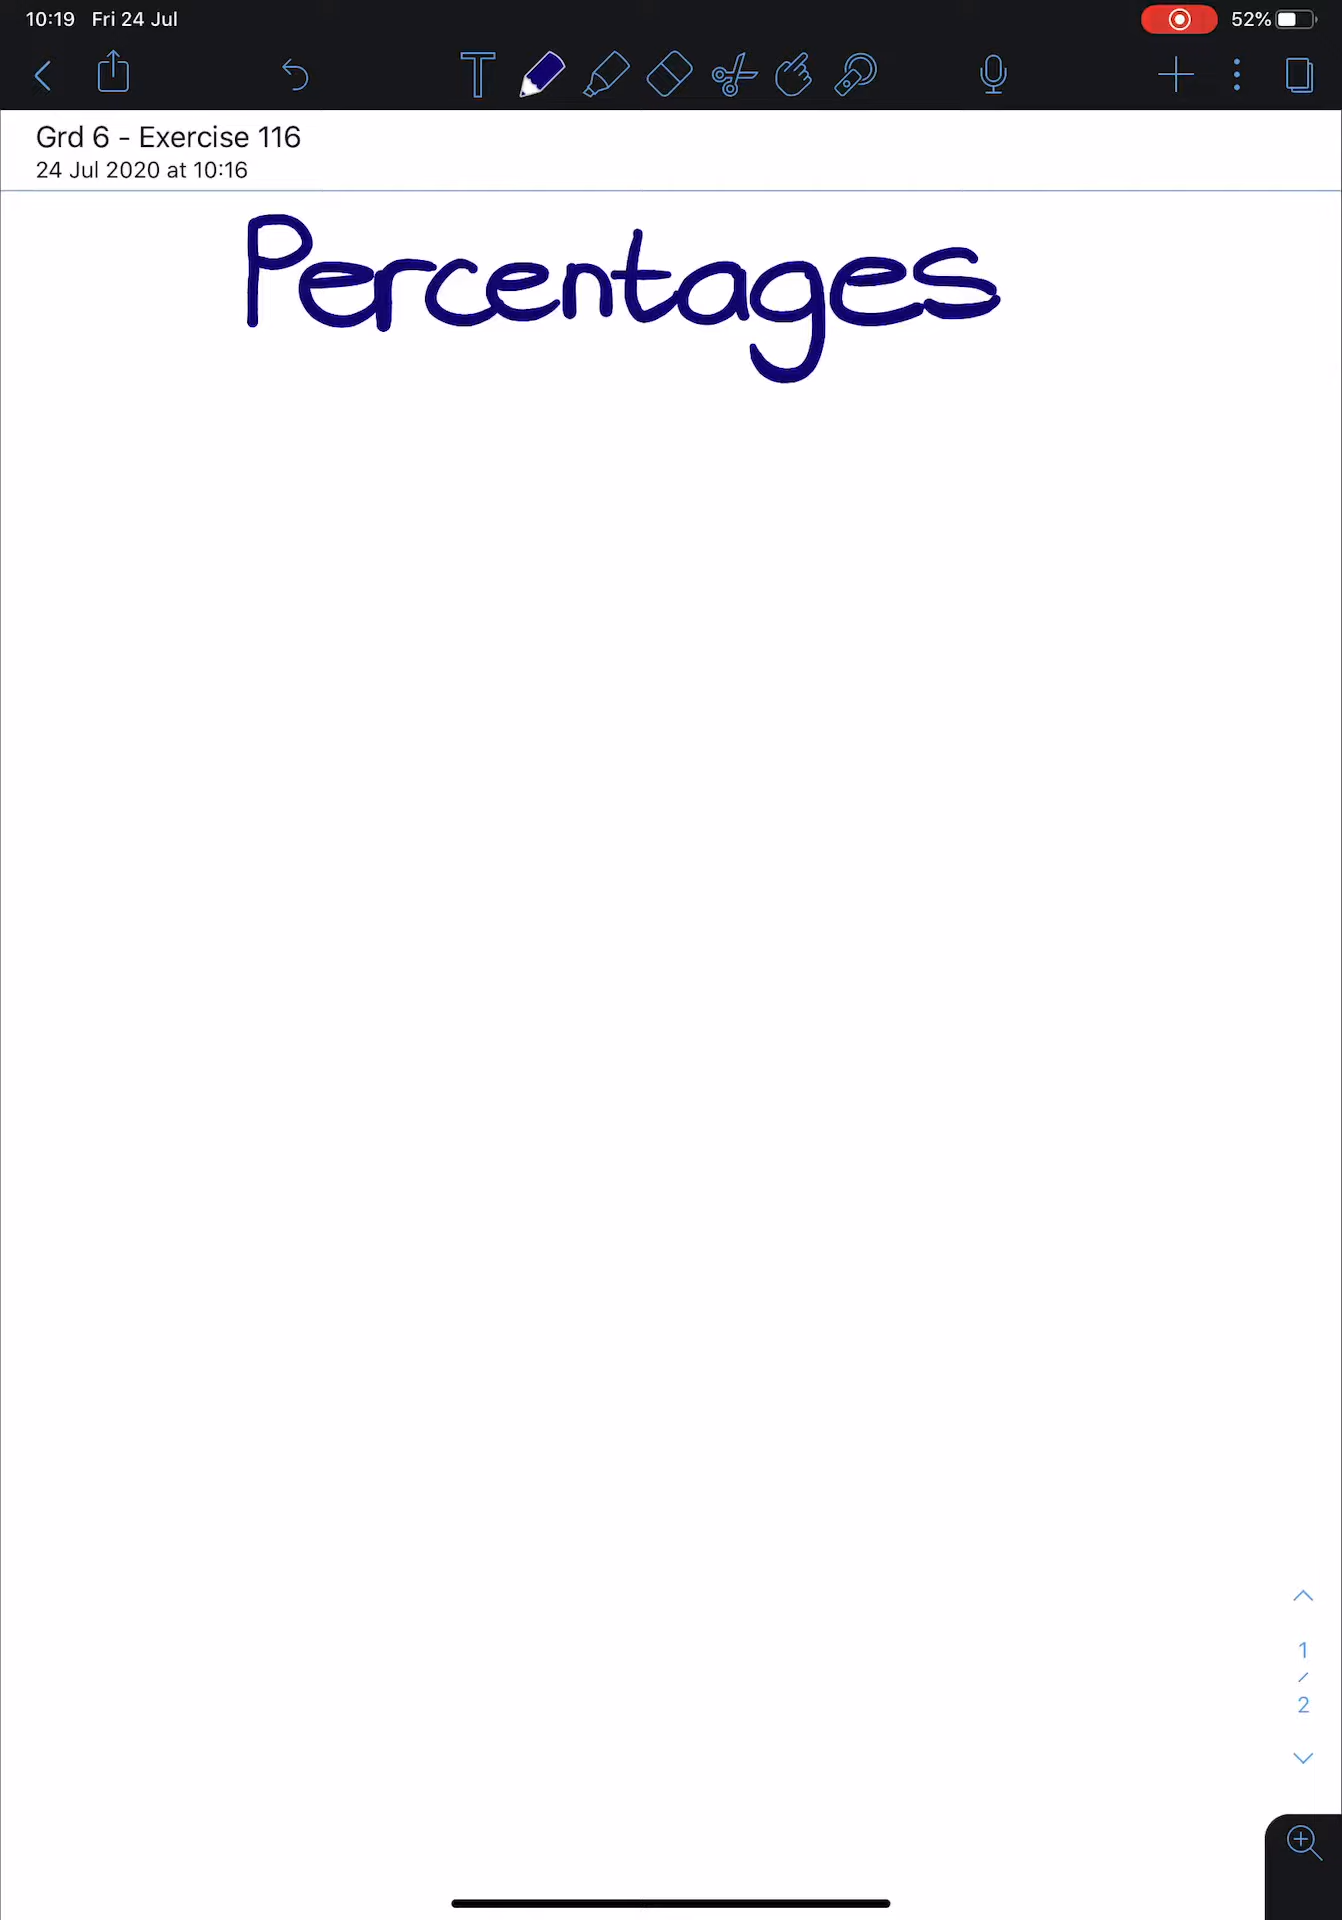 10:19 Fri 24 Jul 52%
Grd 6 - Exercise 116
24 Jul 2020 at 10:16
Percentages
1
/
2